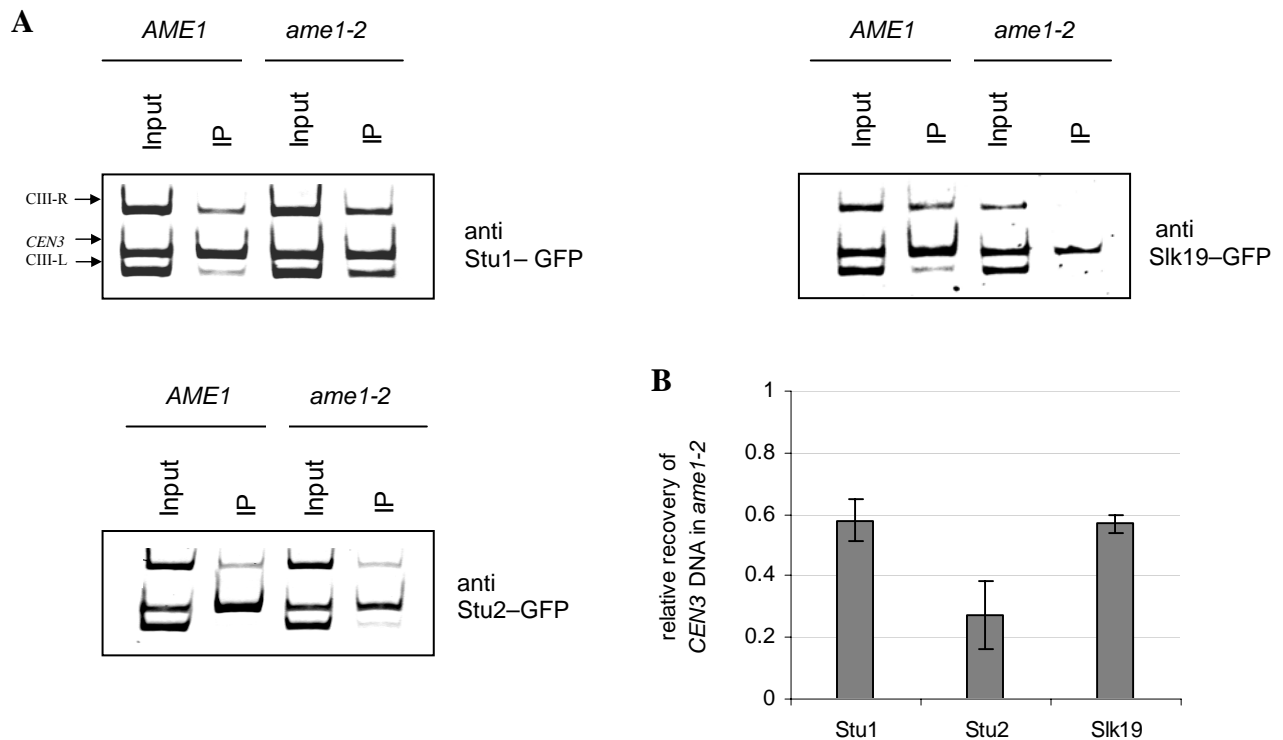 A
AME1 ame1-2
Input IP Input IP
CIII-R
CEN3
CIII-L
anti
Stu1– GFP
AME1 ame1-2
Input IP Input IP
anti
Slk19–GFP
AME1 ame1-2
Input IP Input IP
anti
Stu2–GFP
B
relative recovery of
CEN3 DNA in ame1-2
1
0.8
0.6
0.4
0.2
0
Stu1 Stu2 Slk19